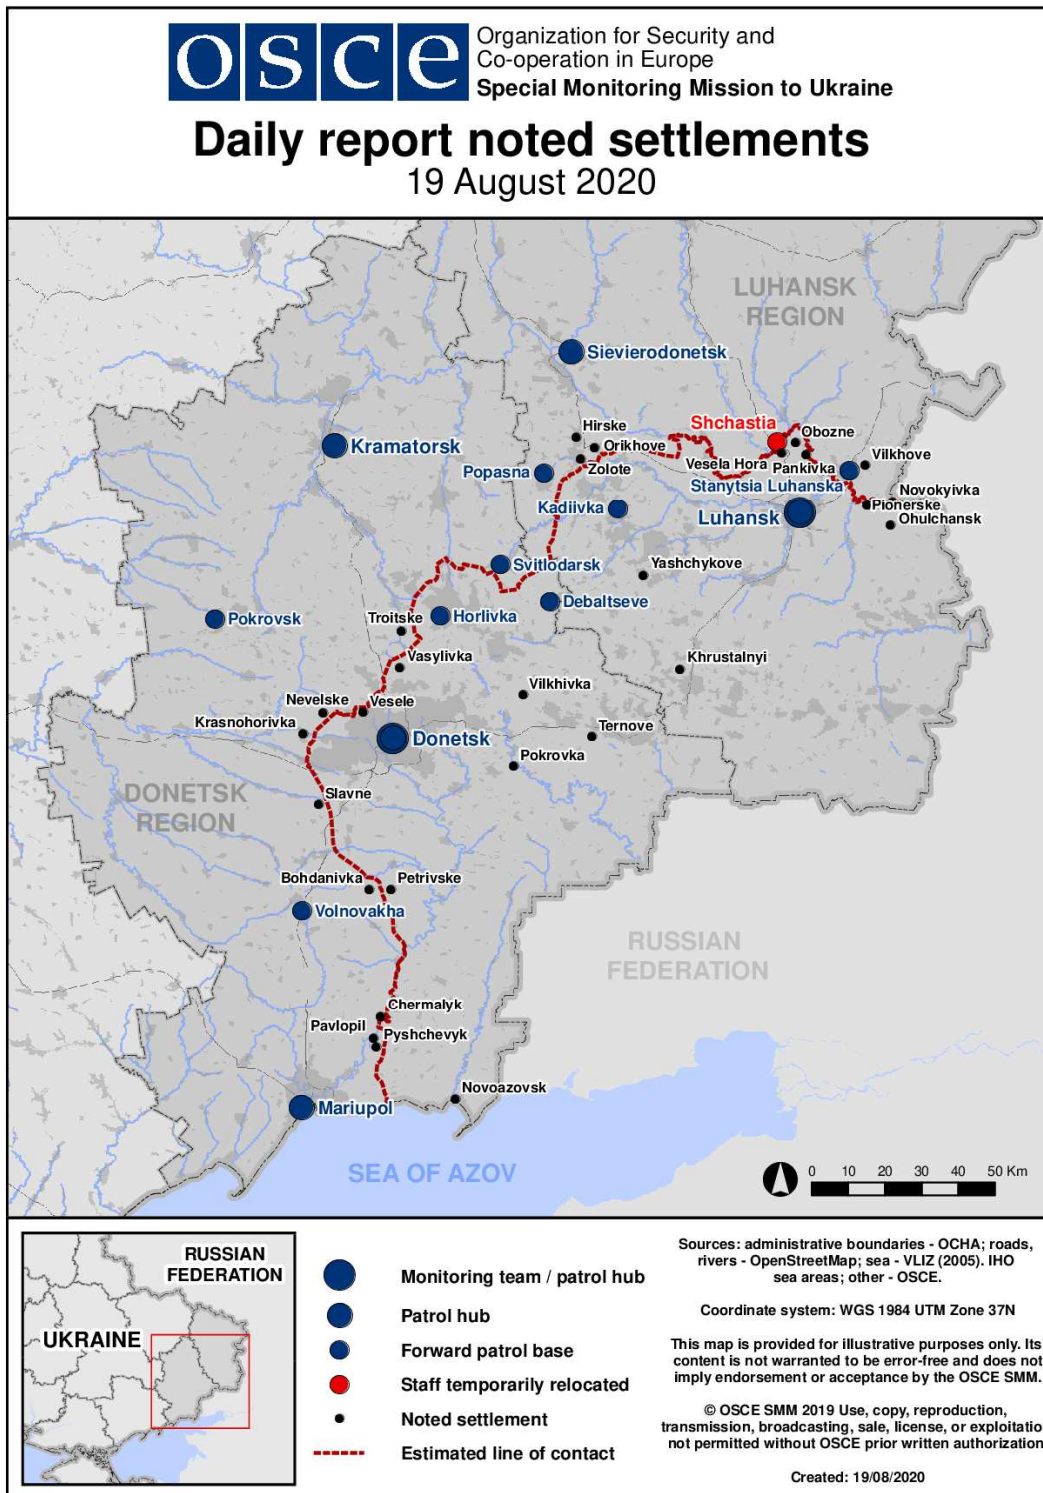 osce
Organization for Security and
Co-operation in Europe
Special Monitoring Mission to Ukraine
Daily report noted settlements
19 August 2020
LUHANSK
REGION
Sievierodonetsk
Shchastia
Hirske
Obozne
Kramatorsk
Orikhove
Vesela Hora
Vilkhove
Zolote
Pankivka
Popasna
Stanytsia Luhanska
Novokyivka
Kadiivka
Pionerske
Luhansk
Ohulchansk
Svitlodarsk
Yashchykove
Debaltseve
Troitske
Horlivka
Pokrovsk
Vasylivka
Khrustalnyi
Vilkhivka
Nevelske
Vesele
Krasnohorivka
Ternove
Donetsk
Pokrovka
DONETSK
REGION
Slavne
Bohdanivka
Petrivske
Volnovakha
RUSSIAN
FEDERATION
Chermalyk
Pavlopil
Pyshchevyk
Novoazovsk
Mariupol
SEA OF AZOV
0 10 20 30 40 50 Km
RUSSIAN
FEDERATION
UKRAINE
Monitoring team / patrol hub
Patrol hub
Forward patrol base
Staff temporarily relocated
Noted settlement
Estimated line of contact
Sources: administrative boundaries - OCHA; roads,
rivers - OpenStreetMap; sea - VLIZ (2005). IHO
sea areas; other - OSCE.
Coordinate system: WGS 1984 UTM Zone 37N
This map is provided for illustrative purposes only. Its
content is not warranted to be error-free and does not
imply endorsement or acceptance by the OSCE SMM.
© OSCE SMM 2019 Use, copy, reproduction,
transmission, broadcasting, sale, license, or exploitatio
not permitted without OSCE prior written authorization
Created: 19/08/2020